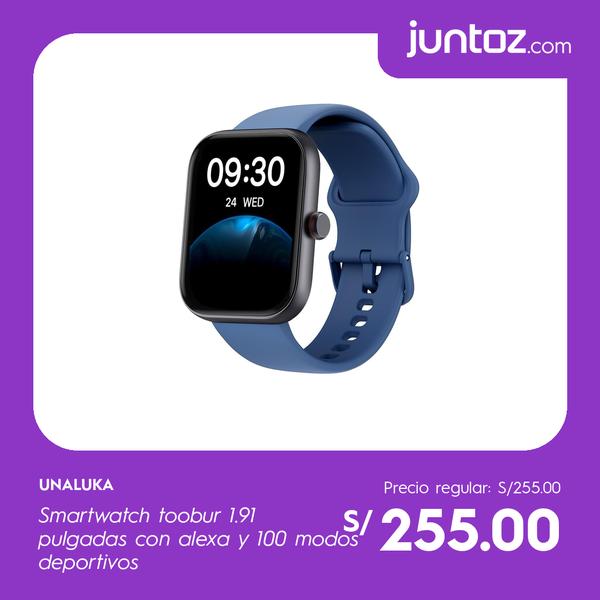 juntoz.com
09:30
24 WED
UNALUKA
Smartwatch toobur 1.91
pulgadas con alexa y 100 modos
deportivos
Precio regular: S/255.00
S/ 255.00